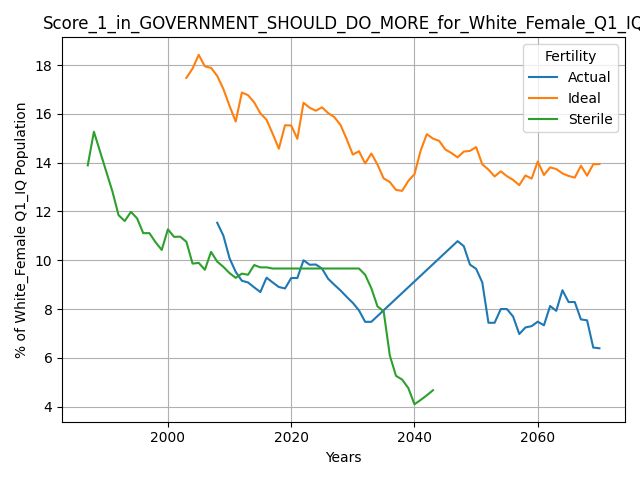 Score_1_in_GOVERNMENT_SHOULD_DO_MORE_for_White_Female_Q1_IQ
Fertility
Actual
Ideal
Sterile
% of White_Female Q1_IQ Population
18
16
14
12
10
8
6
4
2000
2020
2040
2060
Years